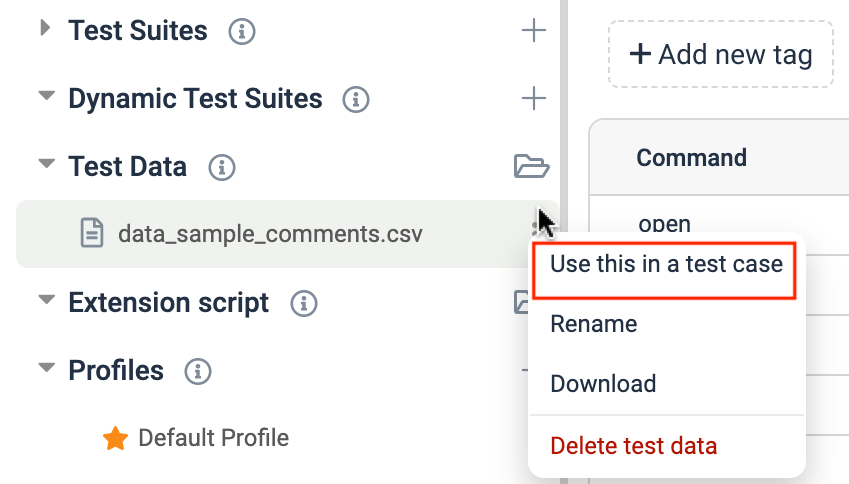 Test Suites
Dynamic Test Suites
Test Data
data_sample_comments.csv
Extension script
Profiles
Default Profile
+ Add new tag
Command
open
Use this in a test case
Rename
Download
Delete test data